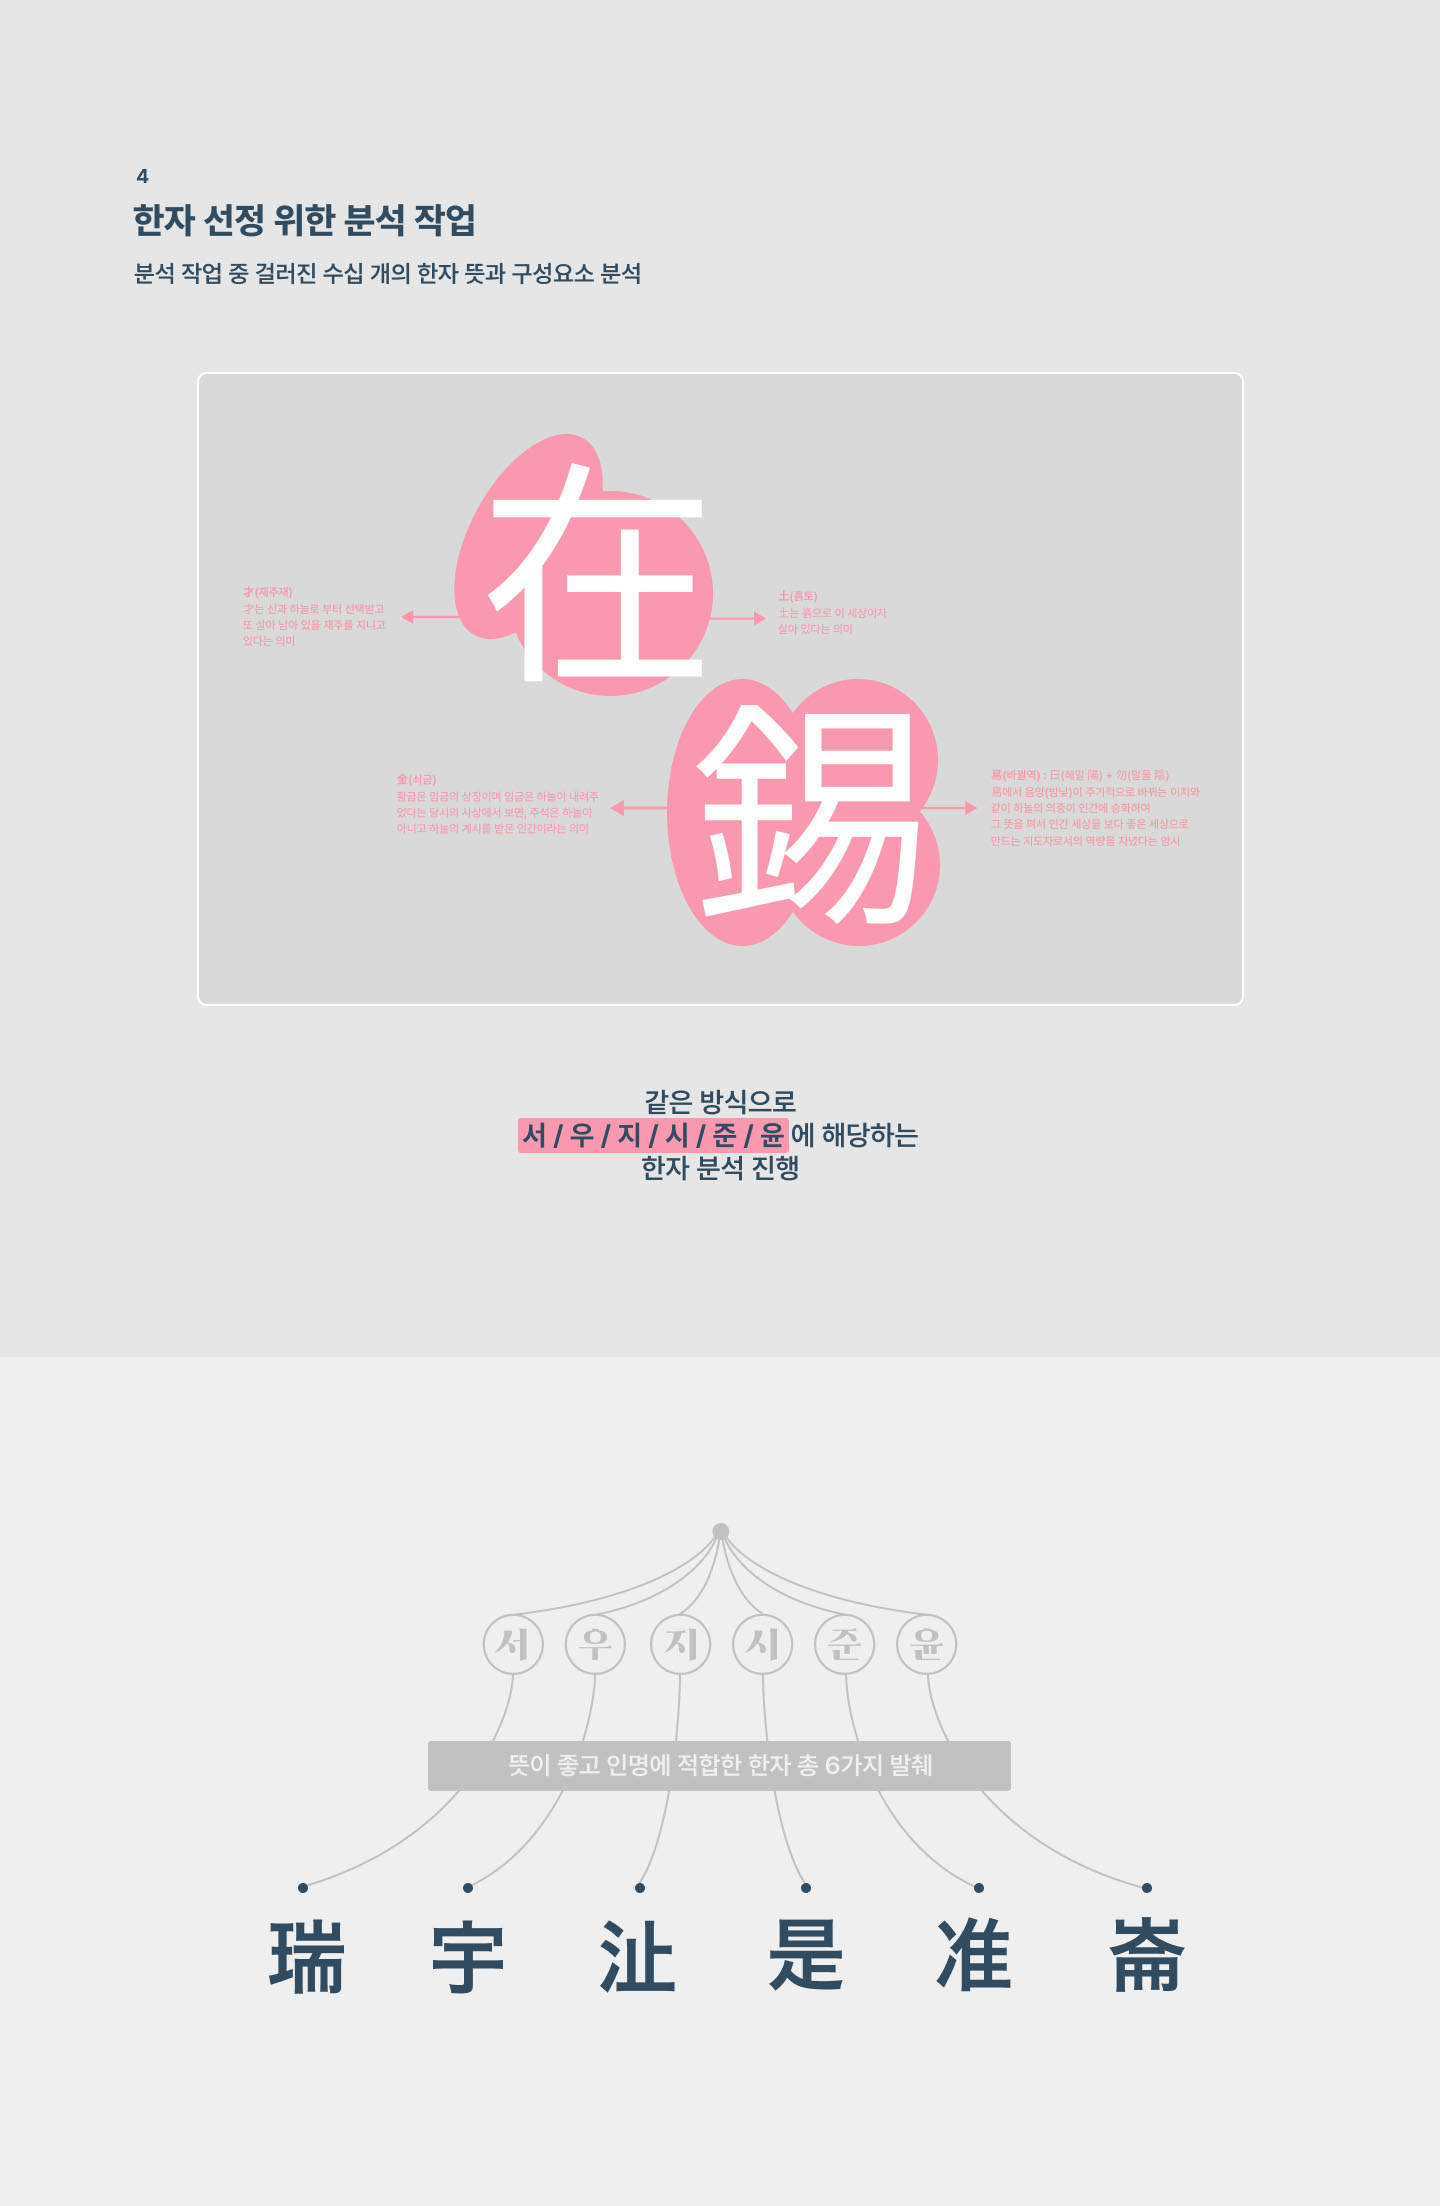 4
한자 선정 위한 분석 작업
분석 작업 중 걸러진 수십 개의 한자 뜻과 구성요소 분석
在
才(재주재)
才는 신과 하늘로 부터 선택받고
또 살아 남아 있을 재주를 지니고
있다는 의미
土(흙토)
土는 흙으로 이 세상이자
살아 있다는 의미
錫
金(쇠금)
황금은 임금의 상징이며 임금은 하늘이 내려주
었다는 당시의 사상에서 보면, 주석은 하늘이
아니고 하늘의 계시를 받은 인간이라는 의미
易(바꿀역) : 日(해일 陽) + 勿(말물 陰)
易에서 음양(밤낮)이 주기적으로 바뀌는 이치와
같이 하늘의 의중이 인간에 승화하며
그 뜻을 펴서 인간 세상을 보다 좋은 세상으로
만드는 지도자로서의 역량을 지녔다는 암시
같은 방식으로
서 / 우 / 지 / 시 / 준 / 윤 에 해당하는
한자 분석 진행
서 우 지 시 준 윤
뜻이 좋고 인명에 적합한 한자 총 6가지 발췌
瑞 宇 沚 是 准 崙